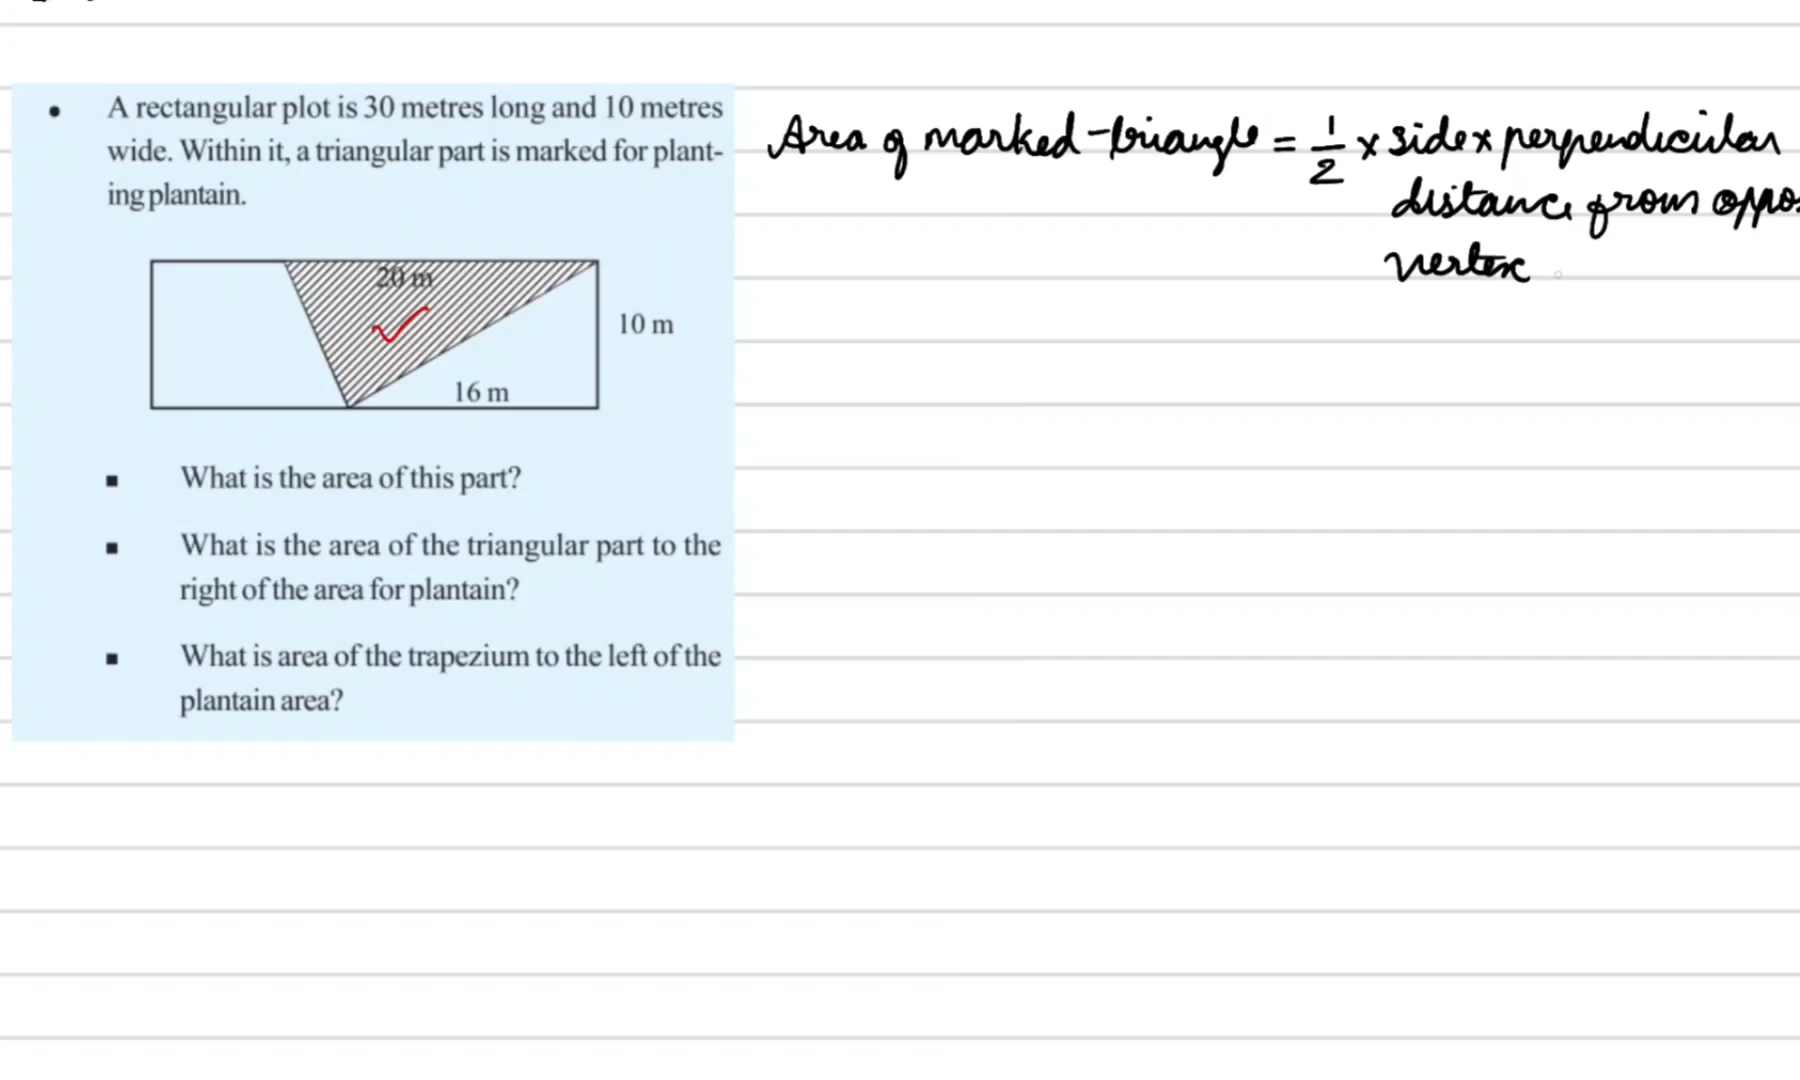 A rectangular plot is 30 metres long and 10 metres
wide. Within it, a triangular part is marked for plant-
ing plantain.
20 m
10 m
16 m
What is the area of this part?
What is the area of the triangular part to the
right of the area for plantain?
What is area of the trapezium to the left of the
plantain area?
Area of marked triangle = 1/2 x side x perpendicular
distance from oppos
vertex